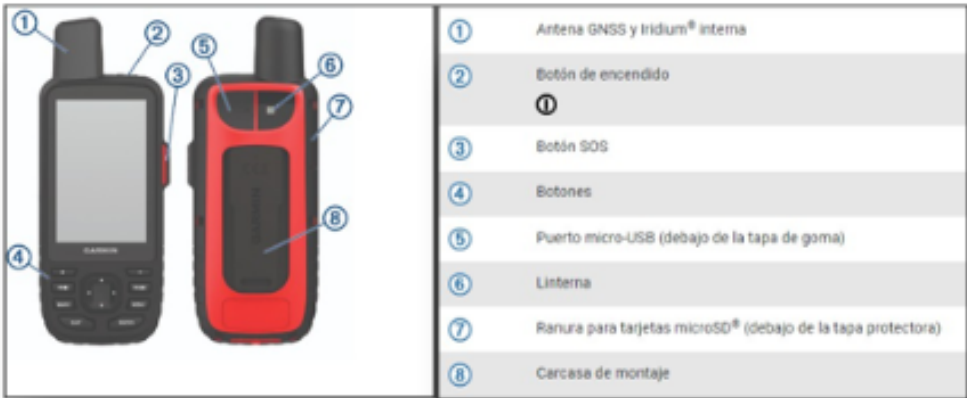 1
2
3
4
5
6
7
8
GARMIN
1 Antena GNSS y Iridium® interna
2 Botón de encendido
3 Botón SOS
4 Botones
5 Puerto micro-USB (debajo de la tapa de goma)
6 Linterna
7 Ranura para tarjetas microSD® (debajo de la tapa protectora)
8 Carcasa de montaje